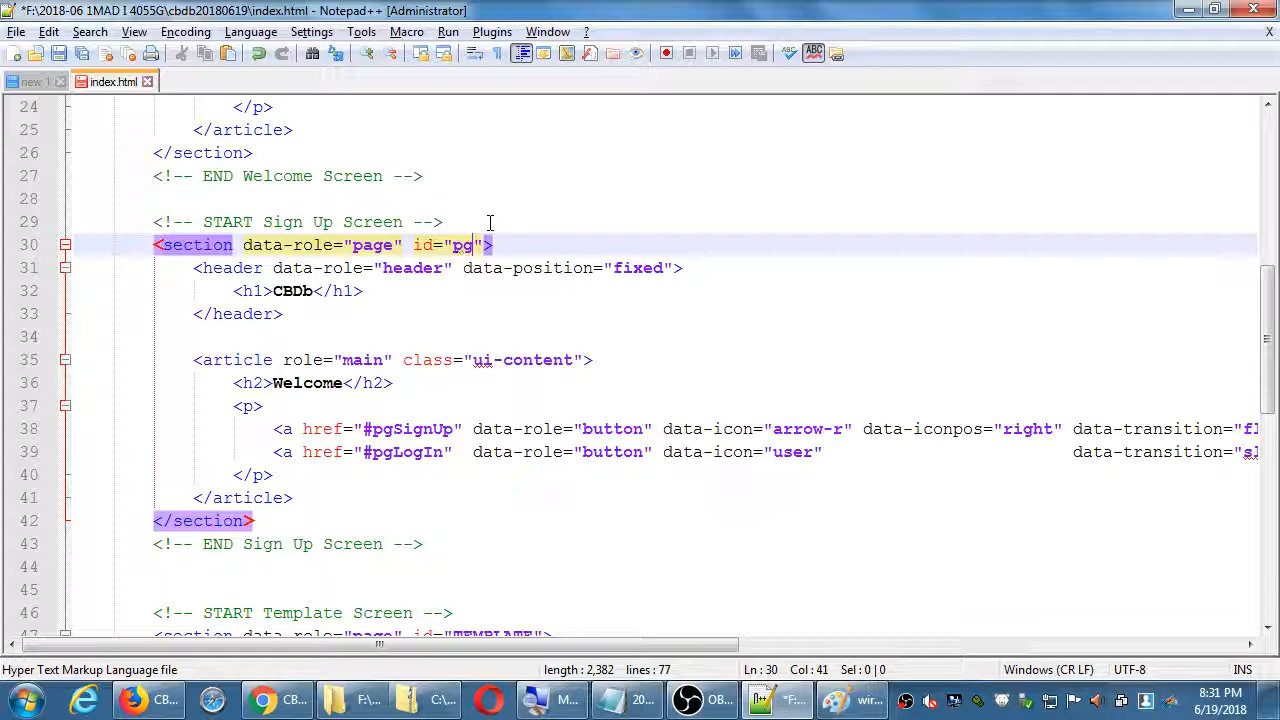 *F:\2018-06 1MAD I 4055G\cbdb20180619\index.html - Notepad++ [Administrator]
File Edit Search View Encoding Language Settings Tools Macro Run Plugins Window ? X
new 1 index.html
24 </p>
25 </article>
26 </section>
27 <!-- END Welcome Screen -->
28
29 <!-- START Sign Up Screen -->
30 <section data-role="page" id="pg">
31 <header data-role="header" data-position="fixed">
32 <h1>CBDb</h1>
33 </header>
34
35 <article role="main" class="ui-content">
36 <h2>Welcome</h2>
37 <p>
38 <a href="#pgSignUp" data-role="button" data-icon="arrow-r" data-iconpos="right" data-transition="fl
39 <a href="#pgLogIn" data-role="button" data-icon="user" data-transition="sl
40 </p>
41 </article>
42 </section>
43 <!-- END Sign Up Screen -->
44
45
46 <!-- START Template Screen -->
47 <section data-role="page" id="TEMPLATE">
Hyper Text Markup Language file length : 2,382 lines : 77 Ln : 30 Col : 41 Sel : 0 | 0 Windows (CR LF) UTF-8 INS
CB... CB... F:\... C:\... M... 20... OB... *F:... wir... 8:31 PM
6/19/2018